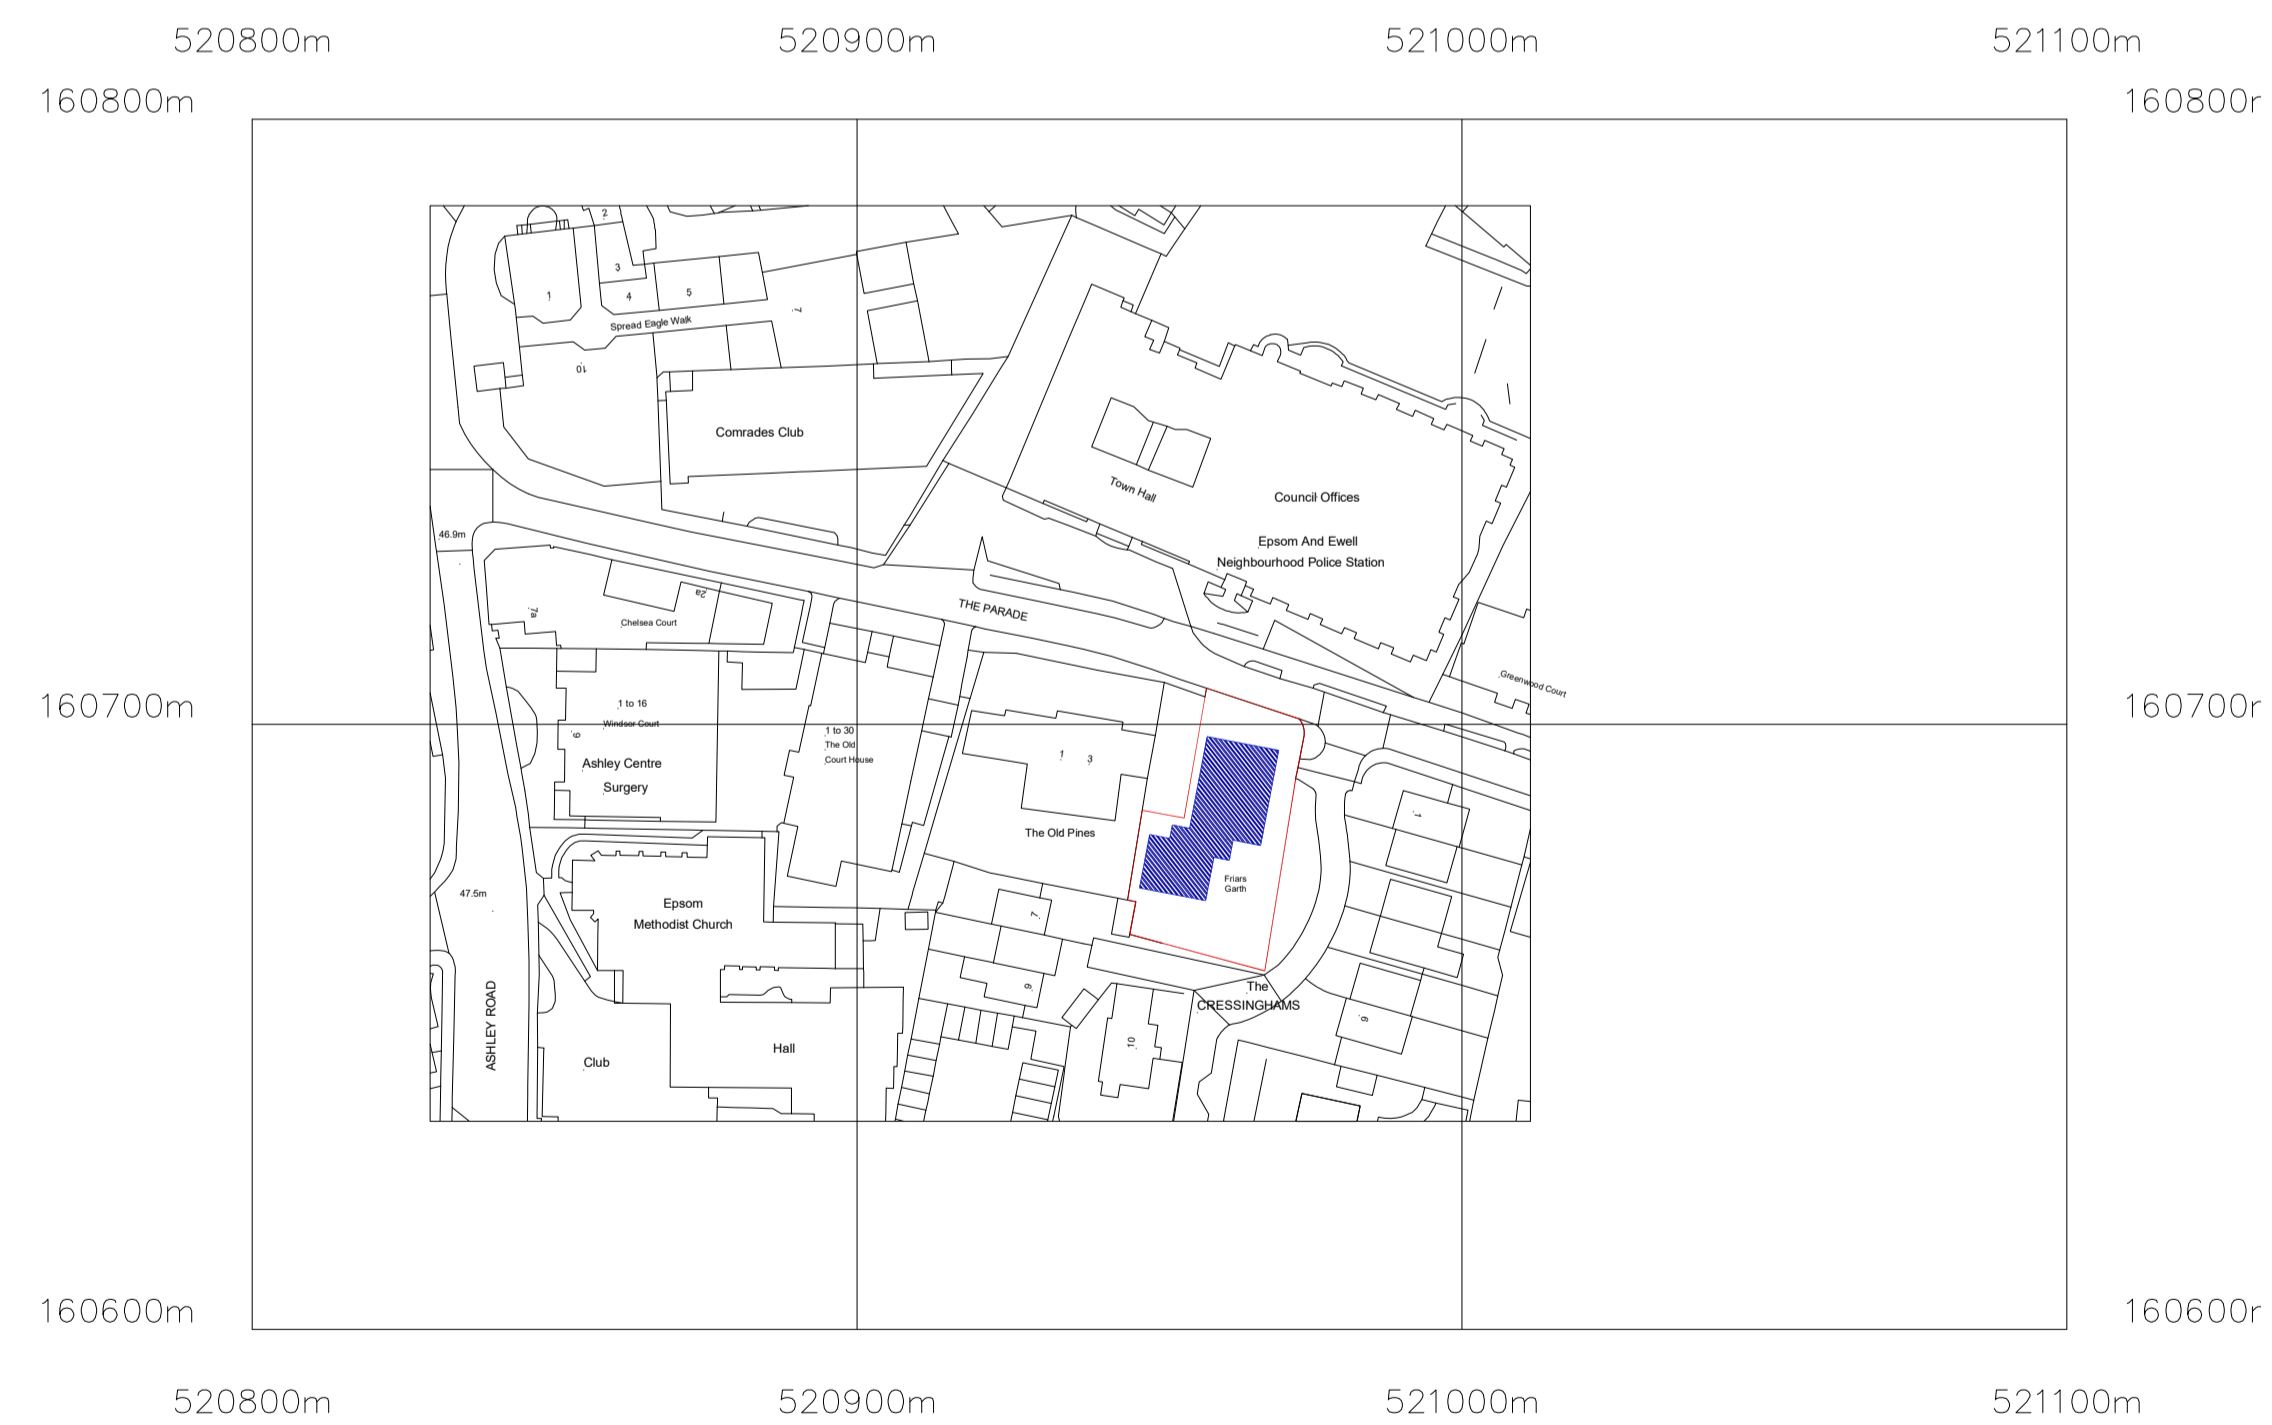 520800m 520900m 521000m 521100m
160800m 160800r
2
3
1
4
5
7
Spread Eagle Walk
10
Comrades Club
Town Hall
Council Offices
46.9m
Epsom And Ewell
Neighbourhood Police Station
2a
7a
THE PARADE
Chelsea Court
Greenwood Court
1 to 16
160700m 160700r
Windsor Court
9
1 to 30
The Old
Court House
1 3
Ashley Centre
Surgery
1
The Old Pines
Friars
Garth
47.5m
Epsom
Methodist Church
7
9
The
CRESSINGHAMS
9
ASHLEY ROAD
10
Hall
Club
160600m 160600r
520800m 520900m 521000m 521100m